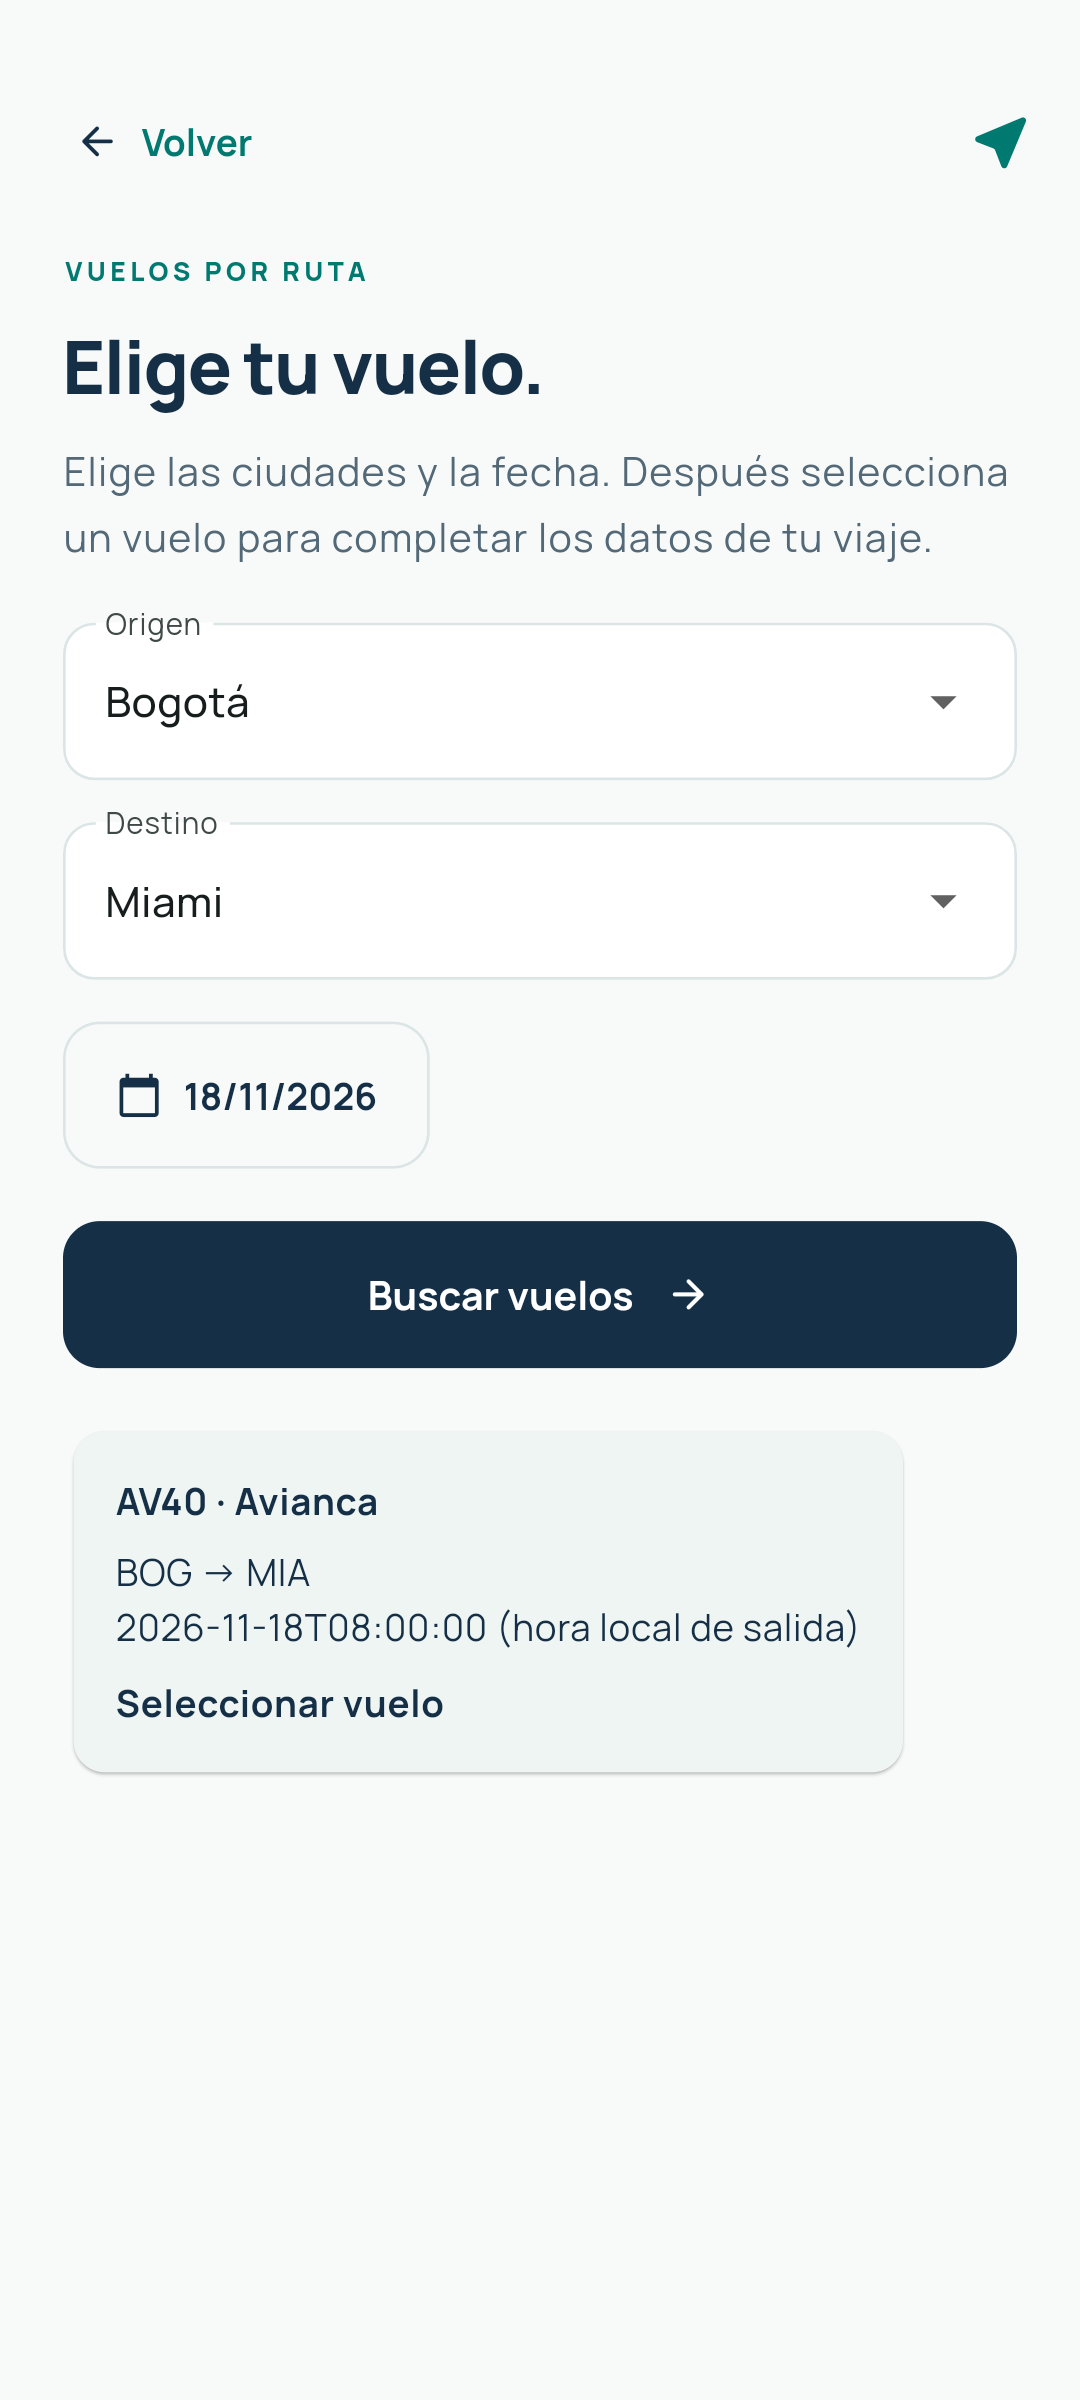 Volver
VUELOS POR RUTA
Elige tu vuelo.
Elige las ciudades y la fecha. Después selecciona
un vuelo para completar los datos de tu viaje.
Origen
Bogotá
Destino
Miami
18/11/2026
Buscar vuelos →
AV40 · Avianca
BOG → MIA
2026-11-18T08:00:00 (hora local de salida)
Seleccionar vuelo